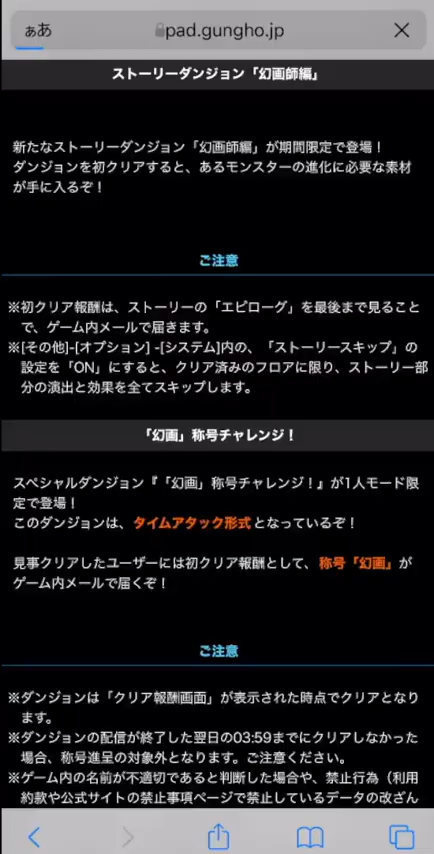 ぁあ
pad.gungho.jp
ストーリーダンジョン「幻画師編」
新たなストーリーダンジョン「幻画師編」が期間限定で登場！
ダンジョンを初クリアすると、あるモンスターの進化に必要な素材
が手に入るぞ！
ご注意
※初クリア報酬は、ストーリーの「エピローグ」を最後まで見ること
で、ゲーム内メールで届きます。
※[その他]-[オプション] -[システム]内の、「ストーリースキップ」の
設定を「ON」にすると、クリア済みのフロアに限り、ストーリー部
分の演出と効果を全てスキップします。
「幻画」称号チャレンジ！
スペシャルダンジョン『「幻画」称号チャレンジ！』が1人モード限
定で登場！
このダンジョンは、タイムアタック形式となっているぞ！
見事クリアしたユーザーには初クリア報酬として、称号「幻画」が
ゲーム内メールで届くぞ！
ご注意
※ダンジョンは「クリア報酬画面」が表示された時点でクリアとなり
ます。
※ダンジョンの配信が終了した翌日の03:59までにクリアしなかった
場合、称号進呈の対象外となります。ご注意ください。
※ゲーム内の名前が不適切であると判断した場合や、禁止行為（利用
約款や公式サイトの禁止事項ページで禁止しているデータの改ざん